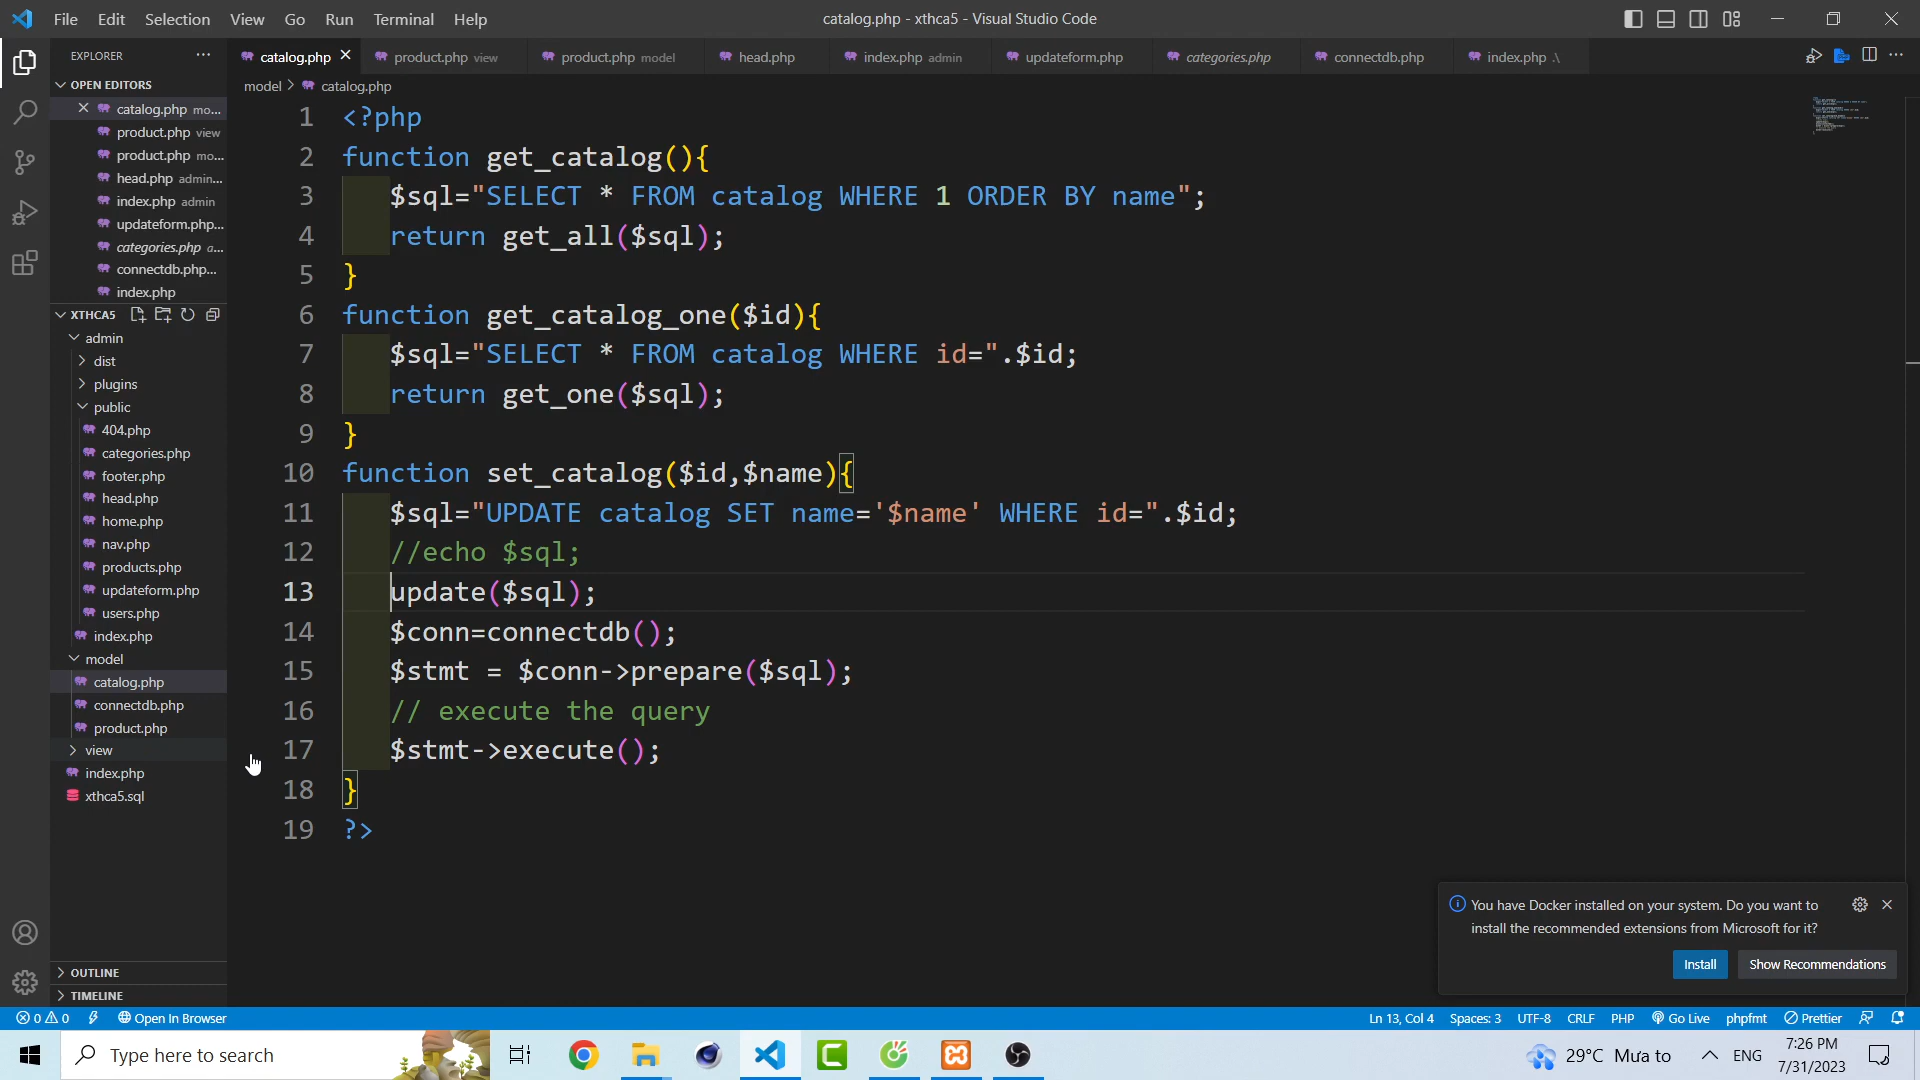 File Edit Selection View Go Run Terminal Help
catalog.php - xthca5 - Visual Studio Code
EXPLORER
OPEN EDITORS
catalog.php mo...
product.php view
product.php mo...
head.php admin...
index.php admin
updateform.php...
categories.php a...
connectdb.php...
index.php
XTHCA5
admin
dist
plugins
public
404.php
categories.php
footer.php
head.php
home.php
nav.php
products.php
updateform.php
users.php
index.php
model
catalog.php
connectdb.php
product.php
view
index.php
xthca5.sql
OUTLINE
TIMELINE
catalog.php product.php view product.php model head.php index.php admin updateform.php categories.php connectdb.php index.php .\
model > catalog.php
1 <?php
2 function get_catalog(){
3 $sql="SELECT * FROM catalog WHERE 1 ORDER BY name";
4 return get_all($sql);
5 }
6 function get_catalog_one($id){
7 $sql="SELECT * FROM catalog WHERE id=".$id;
8 return get_one($sql);
9 }
10 function set_catalog($id,$name){
11 $sql="UPDATE catalog SET name='$name' WHERE id=".$id;
12 //echo $sql;
13 update($sql);
14 $conn=connectdb();
15 $stmt = $conn->prepare($sql);
16 // execute the query
17 $stmt->execute();
18 }
19 ?>
You have Docker installed on your system. Do you want to
install the recommended extensions from Microsoft for it?
Install Show Recommendations
0 0 Open In Browser
Ln 13, Col 4 Spaces: 3 UTF-8 CRLF PHP Go Live phpfmt Prettier
Type here to search
29°C Mưa to ENG
7:26 PM
7/31/2023